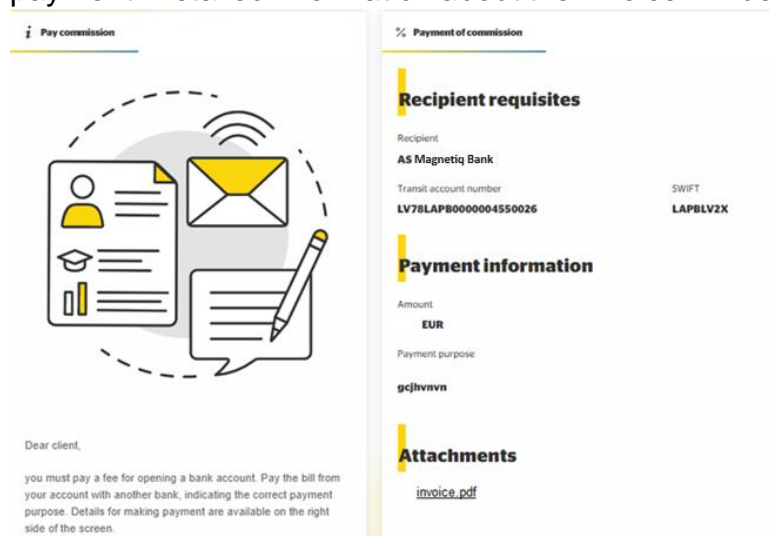 Pay commission
Dear client,
you must pay a fee for opening a bank account. Pay the bill from
your account with another bank, indicating the correct payment
purpose. Details for making payment are available on the right
side of the screen.
% Payment of commission
Recipient requisites
Recipient
AS Magnetiq Bank
Transit account number
SWIFT
LV78LAPB0000004550026
LAPBLV2X
Payment information
Amount
EUR
Payment purpose
gcjhvnvn
Attachments
invoice.pdf